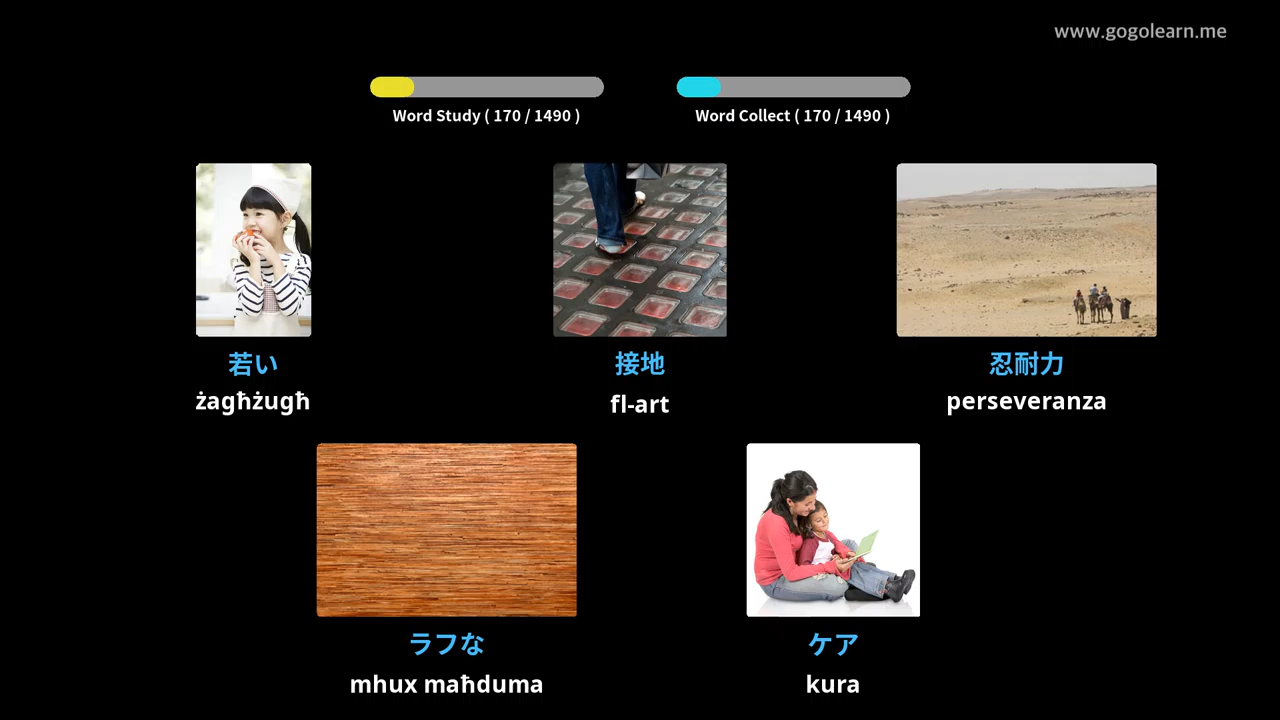 www.gogolearn.me
Word Study ( 170 / 1490 )
Word Collect ( 170 / 1490 )
若い
żagħżugħ
接地
fl-art
忍耐力
perseveranza
ラフな
mhux maħduma
ケア
kura